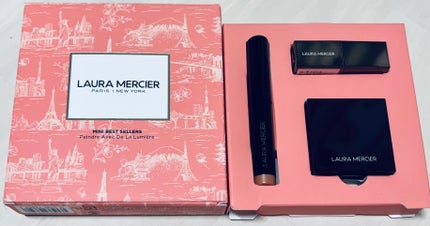 LAURA MERCIER
PARIS | NEW YORK
MINI BEST SELLERS
Peindre Avec De La Lumière
LAURA MERCIER
LAURA MERCIER